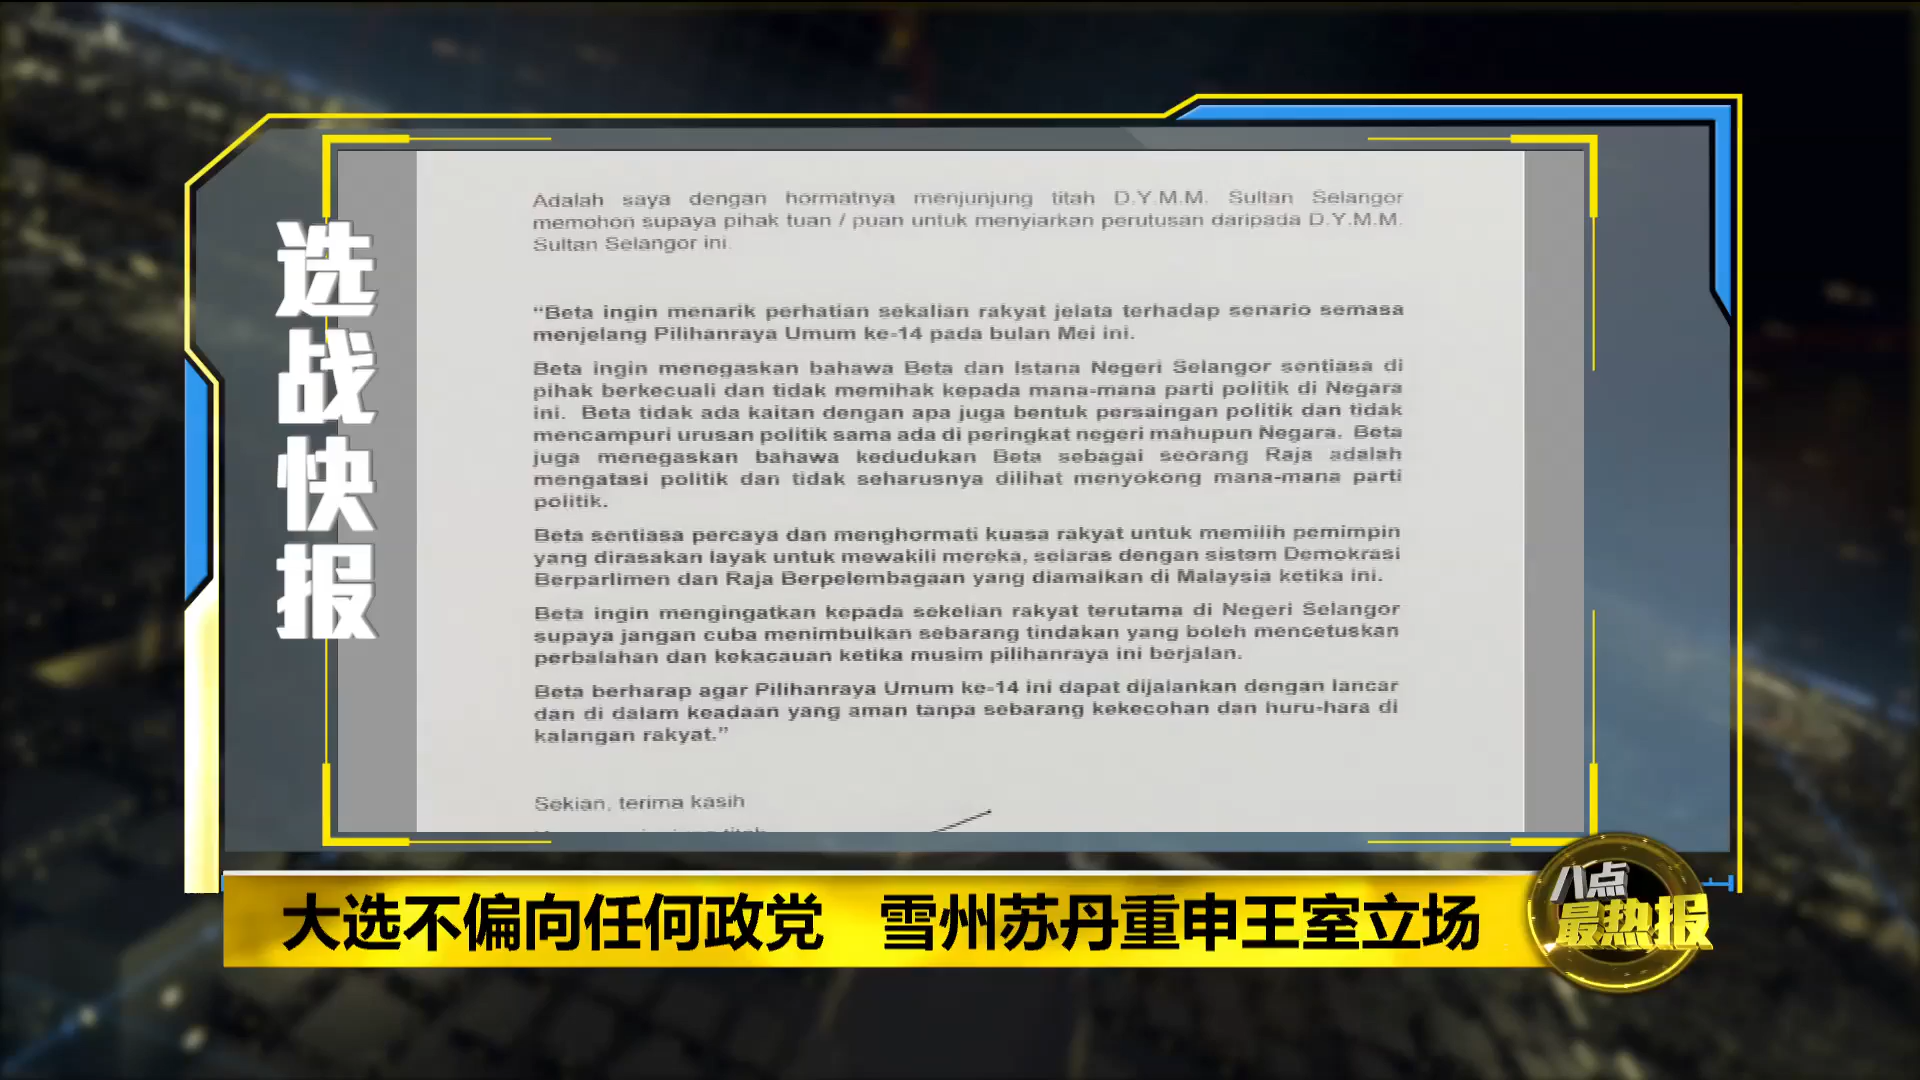 选战快报
Adalah saya dengan hormatnya menjunjung titah D.Y.M.M. Sultan Selangor
memohon supaya pihak tuan / puan untuk menyiarkan perutusan daripada D.Y.M.M.
Sultan Selangor ini.
“Beta ingin menarik perhatian sekalian rakyat jelata terhadap senario semasa
menjelang Pilihanraya Umum ke-14 pada bulan Mei ini.
Beta ingin menegaskan bahawa Beta dan Istana Negeri Selangor sentiasa di
pihak berkecuali dan tidak memihak kepada mana-mana parti politik di Negara
ini. Beta tidak ada kaitan dengan apa juga bentuk persaingan politik dan tidak
mencampuri urusan politik sama ada di peringkat negeri mahupun Negara. Beta
juga menegaskan bahawa kedudukan Beta sebagai seorang Raja adalah
mengatasi politik dan tidak seharusnya dilihat menyokong mana-mana parti
politik.
Beta sentiasa percaya dan menghormati kuasa rakyat untuk memilih pemimpin
yang dirasakan layak untuk mewakili mereka, selaras dengan sistem Demokrasi
Berparlimen dan Raja Berpelembagaan yang diamalkan di Malaysia ketika ini.
Beta ingin mengingatkan kepada sekelian rakyat terutama di Negeri Selangor
supaya jangan cuba menimbulkan sebarang tindakan yang boleh mencetuskan
perbalahan dan kekacauan ketika musim pilihanraya ini berjalan.
Beta berharap agar Pilihanraya Umum ke-14 ini dapat dijalankan dengan lancar
dan di dalam keadaan yang aman tanpa sebarang kekecohan dan huru-hara di
kalangan rakyat.”
Sekian, terima kasih
大选不偏向任何政党 雪州苏丹重申王室立场
八点
最热报